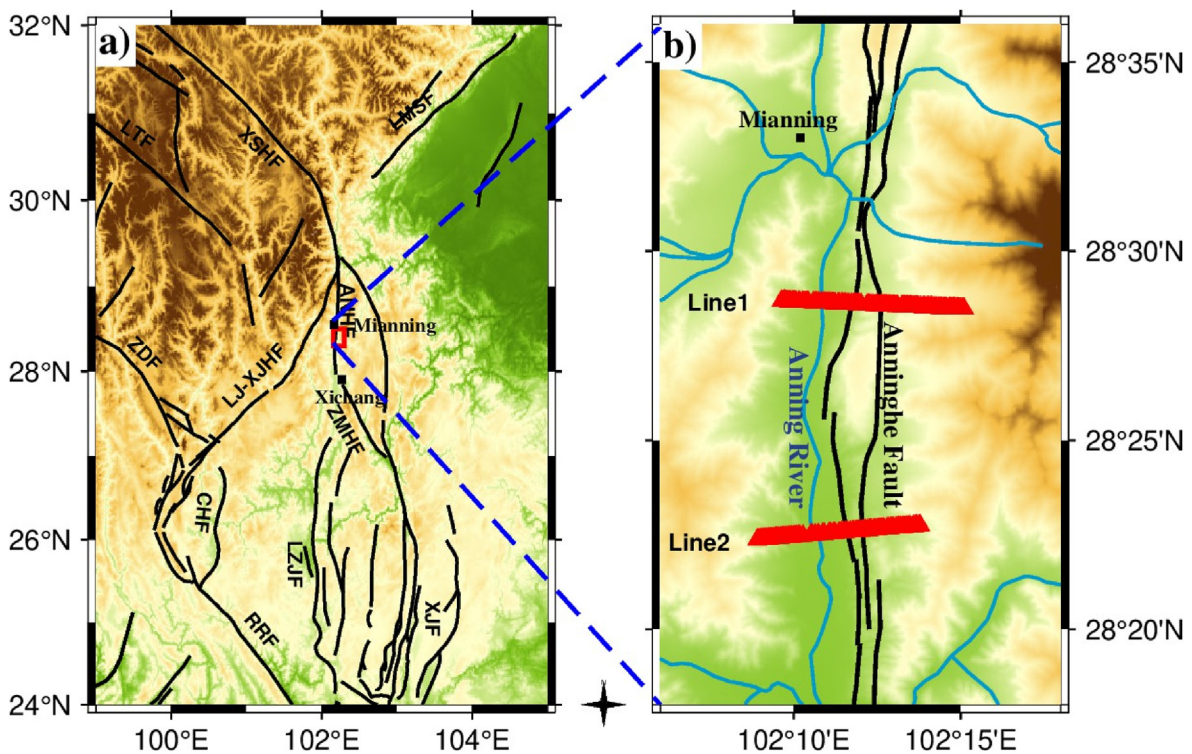 a)
32°N
30°N
28°N
26°N
24°N
100°E
102°E
104°E
LTF
XSHF
LMSF
ANHF
Mianning
ZDF
LJ-XJHF
Xichang
ZMHF
CHF
LZJF
XJF
RRF
b)
28°35'N
28°30'N
28°25'N
28°20'N
102°10'E
102°15'E
Mianning
Line1
Anning River
Anninghe Fault
Line2